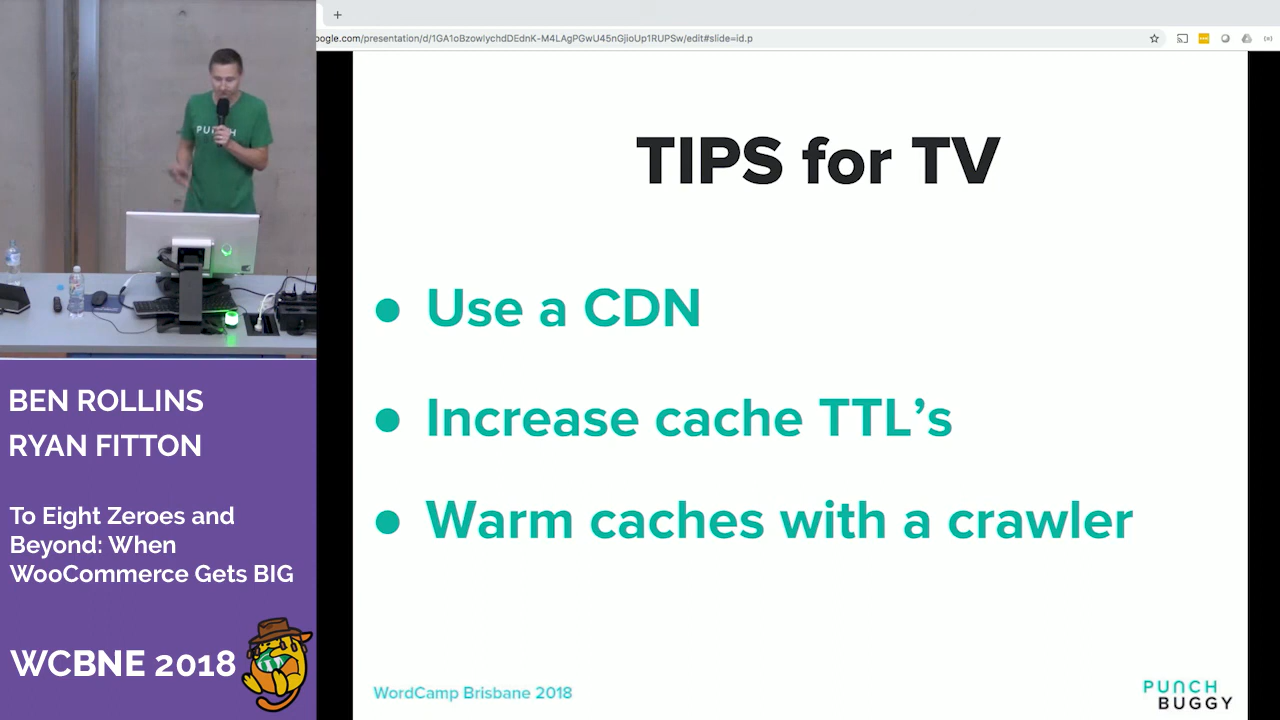 oogle.com/presentation/d/1GA1oBzowIychdDEdnK-M4LAgPGwU45nGjioUp1RUPSw/edit#slide=id.p
PUNCH
TIPS for TV
● Use a CDN
● Increase cache TTL’s
● Warm caches with a crawler
WordCamp Brisbane 2018
PUNCH
BUGGY
BEN ROLLINS
RYAN FITTON
To Eight Zeroes and
Beyond: When
WooCommerce Gets BIG
WCBNE 2018